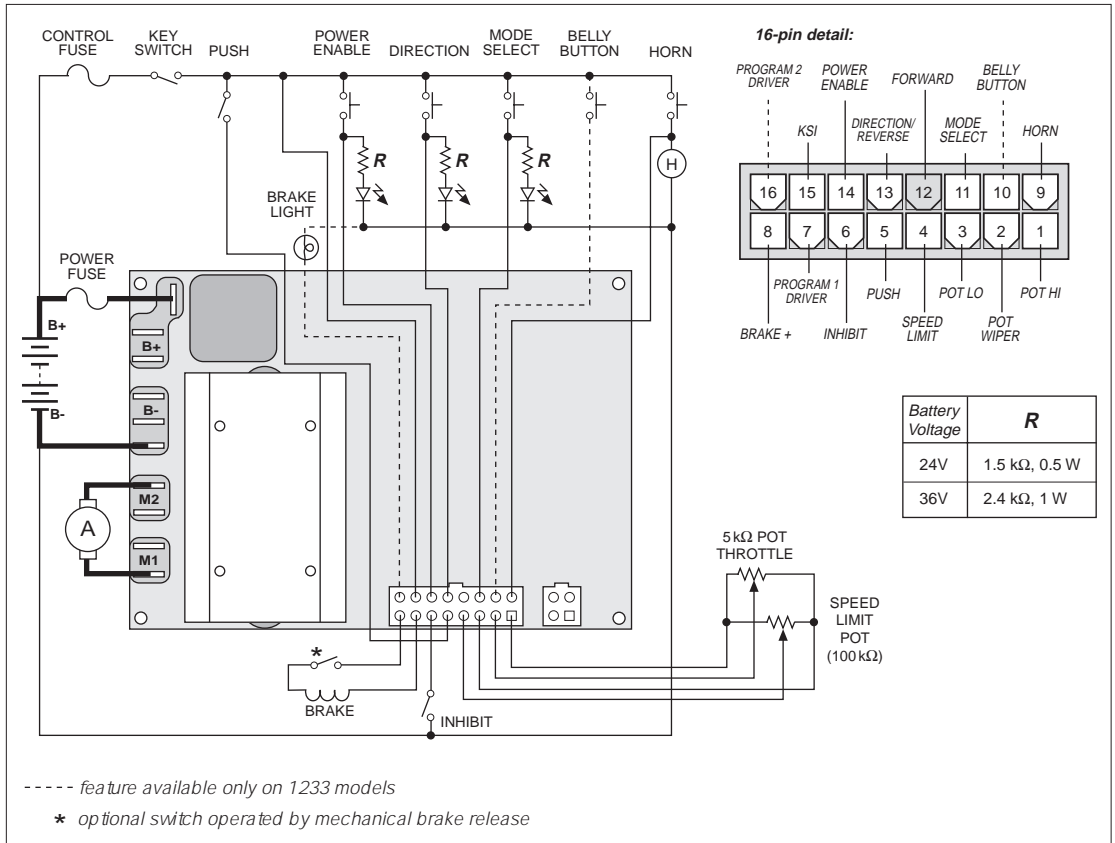 CONTROL
FUSE
KEY
SWITCH
PUSH
POWER
ENABLE
DIRECTION
MODE
SELECT
BELLY
BUTTON
HORN
R
R
R
H
BRAKE
LIGHT
POWER
FUSE
B+
B-
B+
B-
M2
M1
A
*
BRAKE
INHIBIT
5 kΩ POT
THROTTLE
SPEED
LIMIT
POT
(100 kΩ)
16-pin detail:
PROGRAM 2
DRIVER
POWER
ENABLE
FORWARD
BELLY
BUTTON
KSI
DIRECTION/
REVERSE
MODE
SELECT
HORN
16 15 14 13 12 11 10 9
8 7 6 5 4 3 2 1
PROGRAM 1
DRIVER
PUSH
POT LO
POT HI
BRAKE +
INHIBIT
SPEED
LIMIT
POT
WIPER
Battery
Voltage
R
24V 1.5 kΩ, 0.5 W
36V 2.4 kΩ, 1 W
----- feature available only on 1233 models
* optional switch operated by mechanical brake release